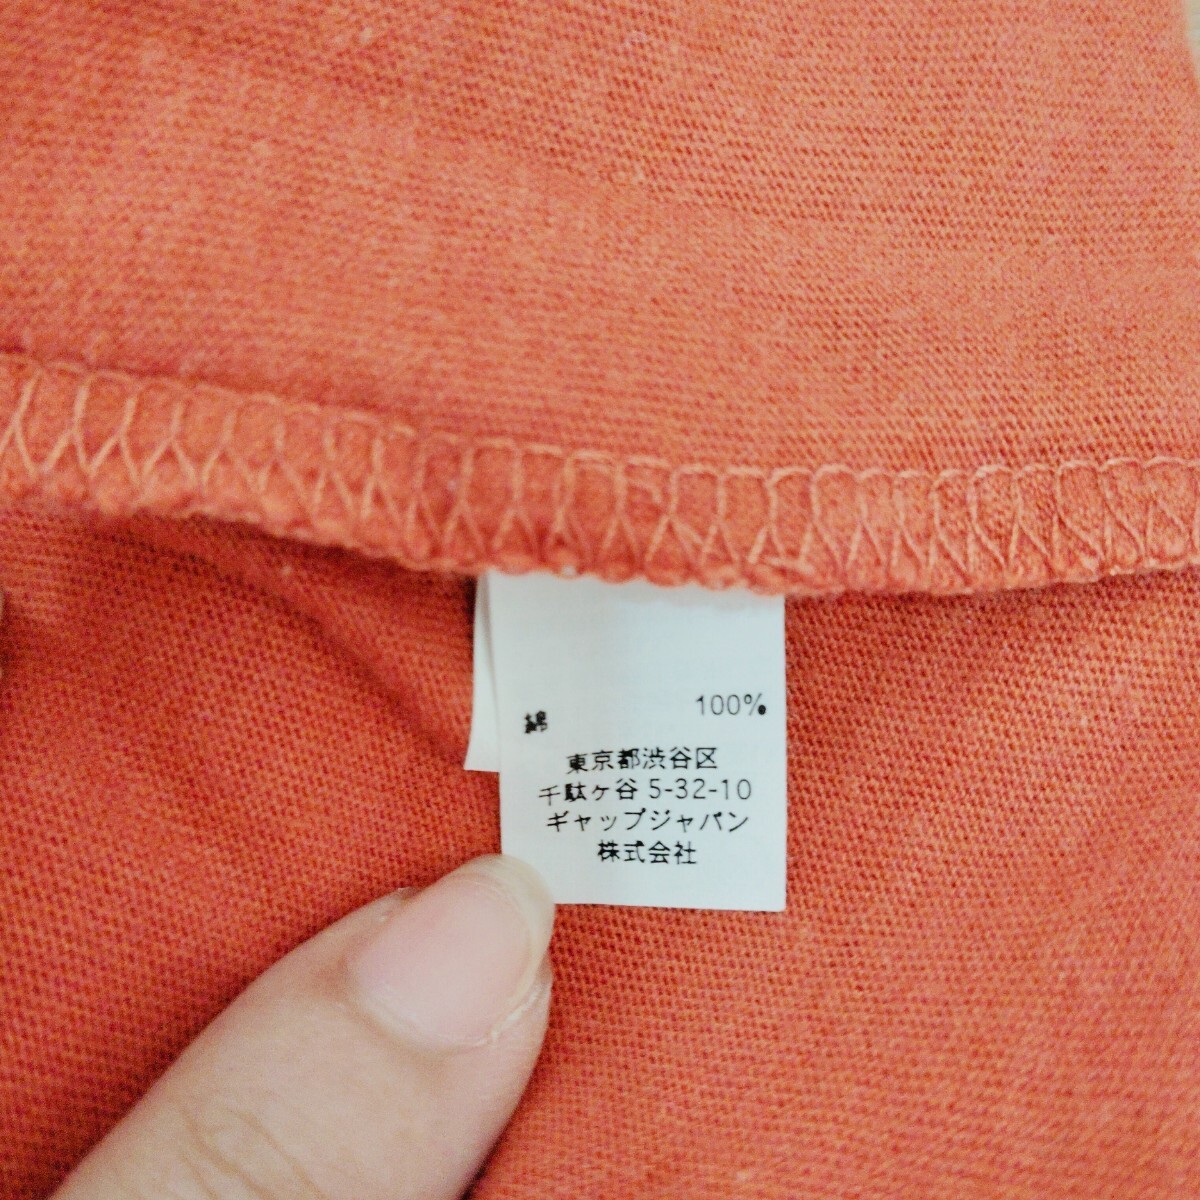 綿 100%
東京都渋谷区
千駄ケ谷 5-32-10
ギャップジャパン
株式会社